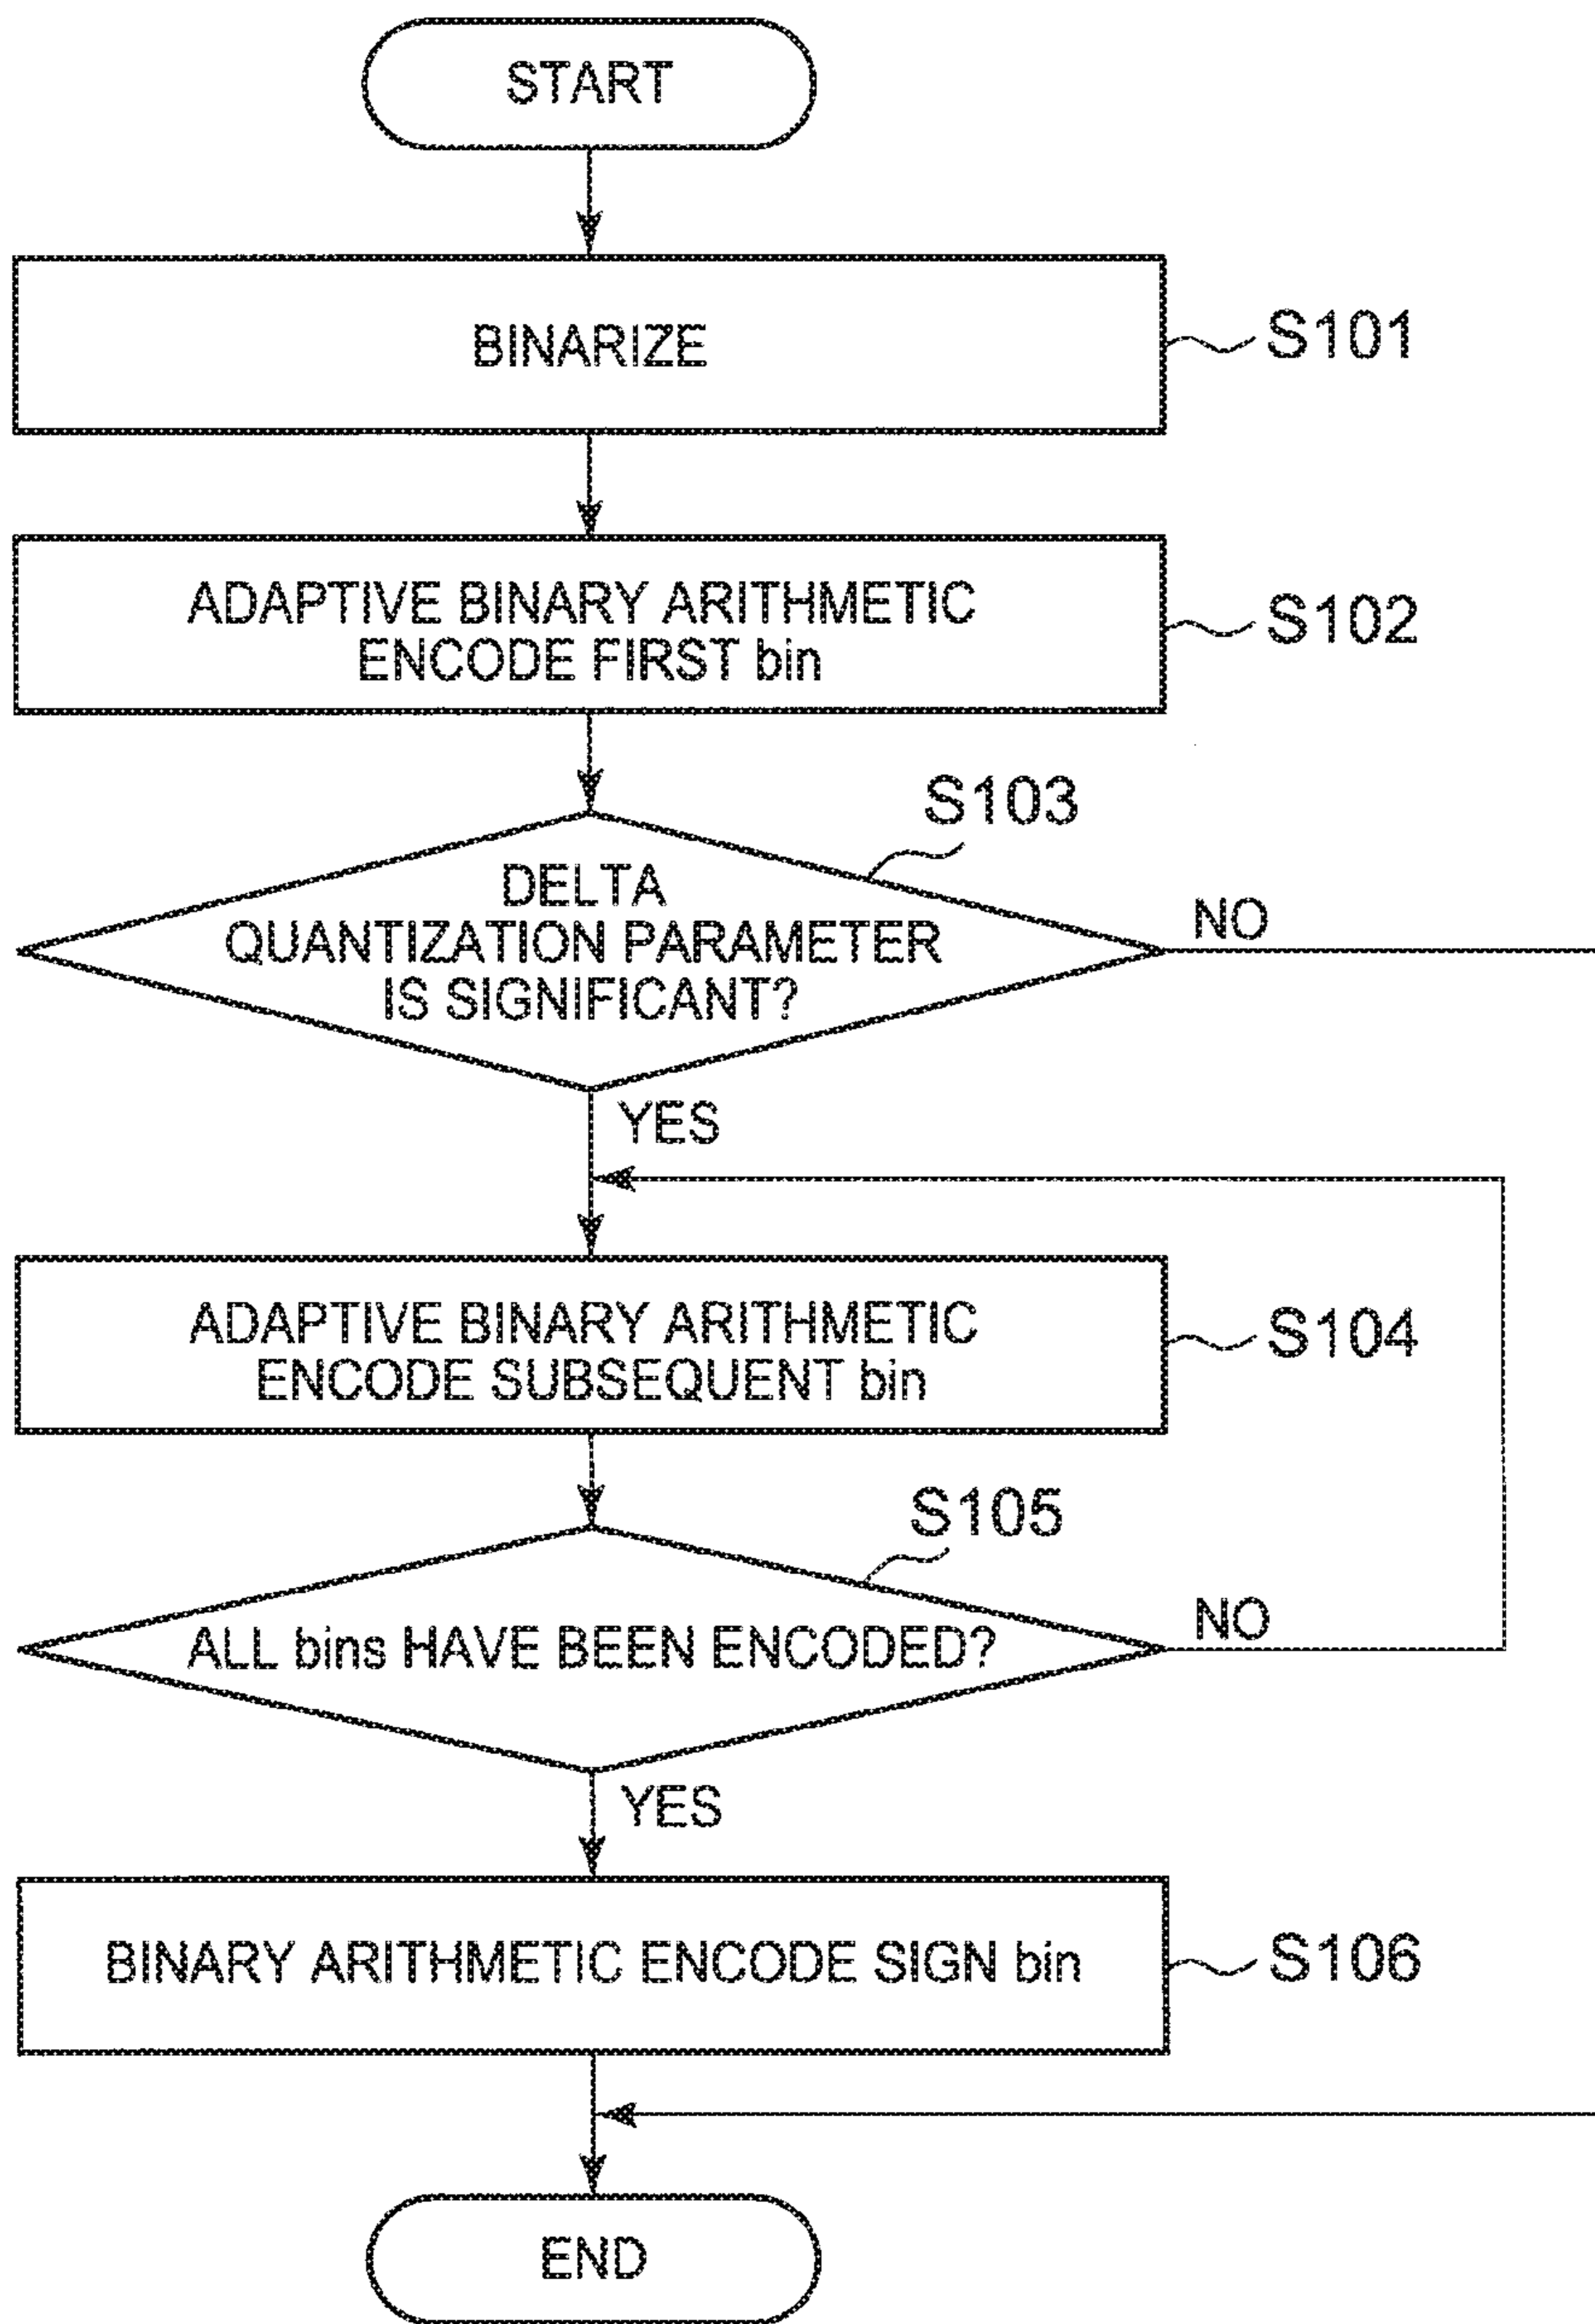 START
BINARIZE
S101
ADAPTIVE BINARY ARITHMETIC
ENCODE FIRST bin
S102
S103
DELTA
QUANTIZATION PARAMETER
IS SIGNIFICANT?
NO
YES
ADAPTIVE BINARY ARITHMETIC
ENCODE SUBSEQUENT bin
S104
S105
ALL bins HAVE BEEN ENCODED?
NO
YES
BINARY ARITHMETIC ENCODE SIGN bin
S106
END